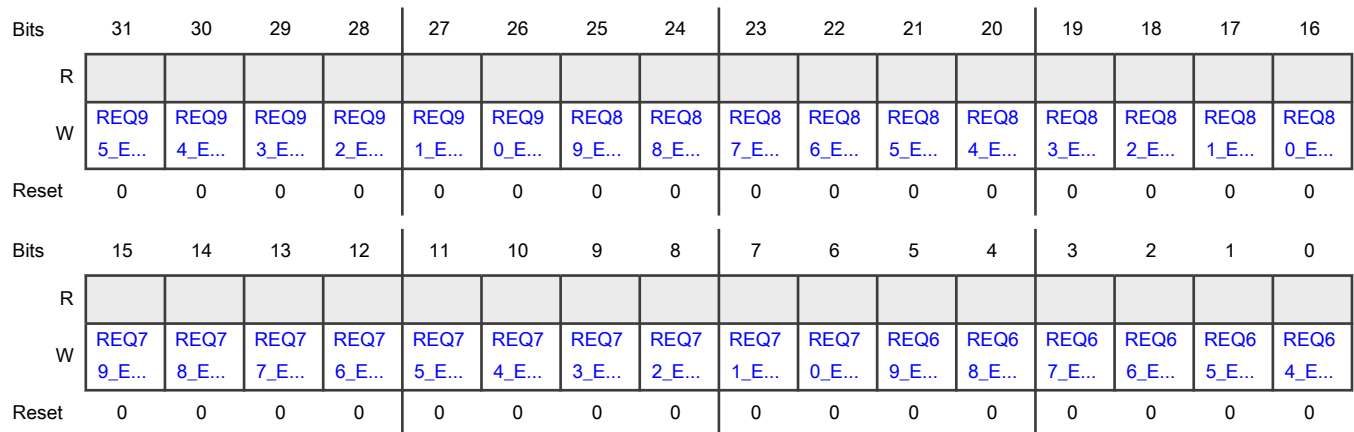 Bits 31 30 29 28 27 26 25 24 23 22 21 20 19 18 17 16
R
W REQ9 REQ9 REQ9 REQ9 REQ9 REQ9 REQ8 REQ8 REQ8 REQ8 REQ8 REQ8 REQ8 REQ8 REQ8 REQ8
5_E... 4_E... 3_E... 2_E... 1_E... 0_E... 9_E... 8_E... 7_E... 6_E... 5_E... 4_E... 3_E... 2_E... 1_E... 0_E...
Reset 0 0 0 0 0 0 0 0 0 0 0 0 0 0 0 0
Bits 15 14 13 12 11 10 9 8 7 6 5 4 3 2 1 0
R
W REQ7 REQ7 REQ7 REQ7 REQ7 REQ7 REQ7 REQ7 REQ7 REQ7 REQ6 REQ6 REQ6 REQ6 REQ6 REQ6
9_E... 8_E... 7_E... 6_E... 5_E... 4_E... 3_E... 2_E... 1_E... 0_E... 9_E... 8_E... 7_E... 6_E... 5_E... 4_E...
Reset 0 0 0 0 0 0 0 0 0 0 0 0 0 0 0 0